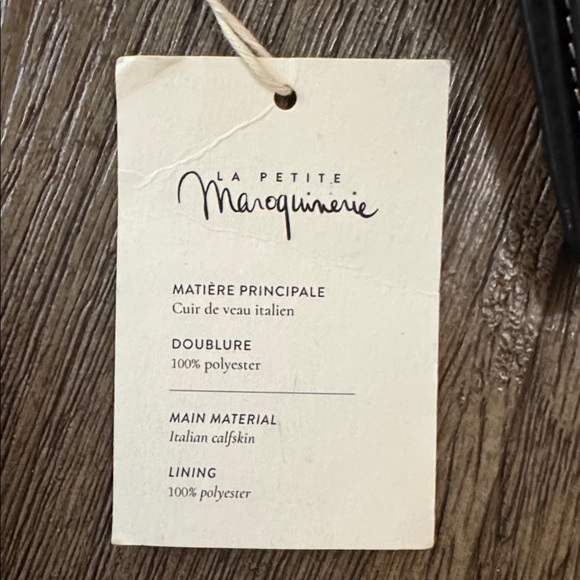 LA PETITE
Maroquinerie
MATIÈRE PRINCIPALE
Cuir de veau italien
DOUBLURE
100% polyester
MAIN MATERIAL
Italian calfskin
LINING
100% polyester